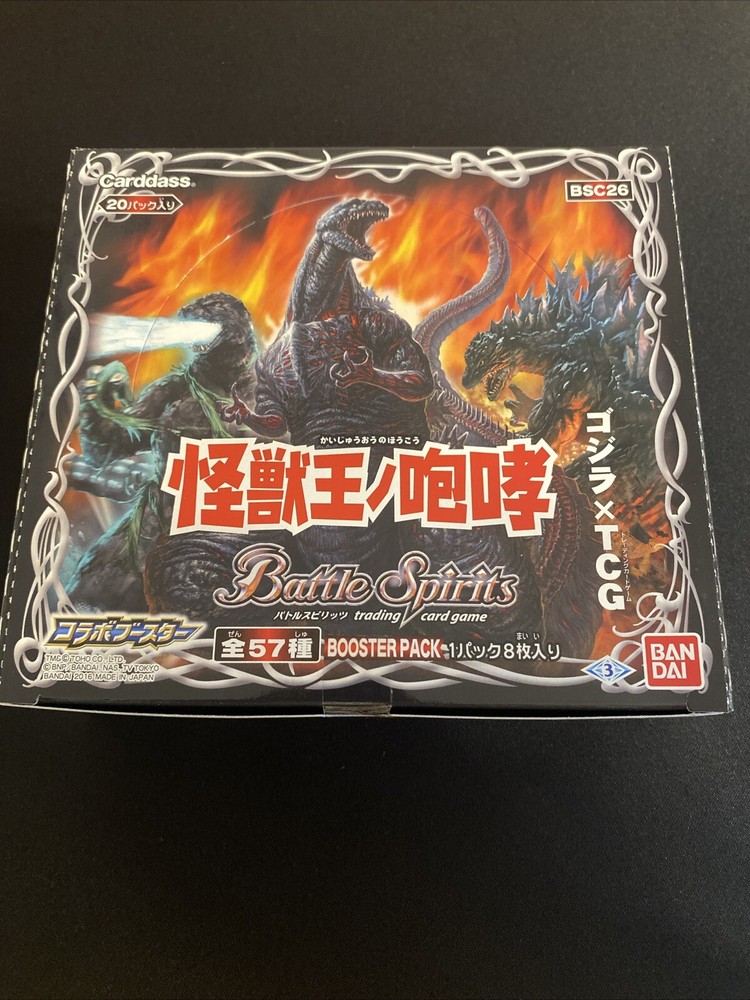 Carddass®
20パック入り
BSC26
かいじゅうおうのほうこう
怪獣王ノ咆哮
ゴジラ×TCG
トレーディングカードゲーム
Battle Spirits
バトルスピリッツ trading card game
コラボブースター
TM&© TOHO CO., LTD.
© BNP, BANDAI, NAS, TV TOKYO
BANDAI 2016 MADE IN JAPAN
ぜん しゅ
全57種
BOOSTER PACK
まい い
1パック8枚入り
3
BAN
DAI